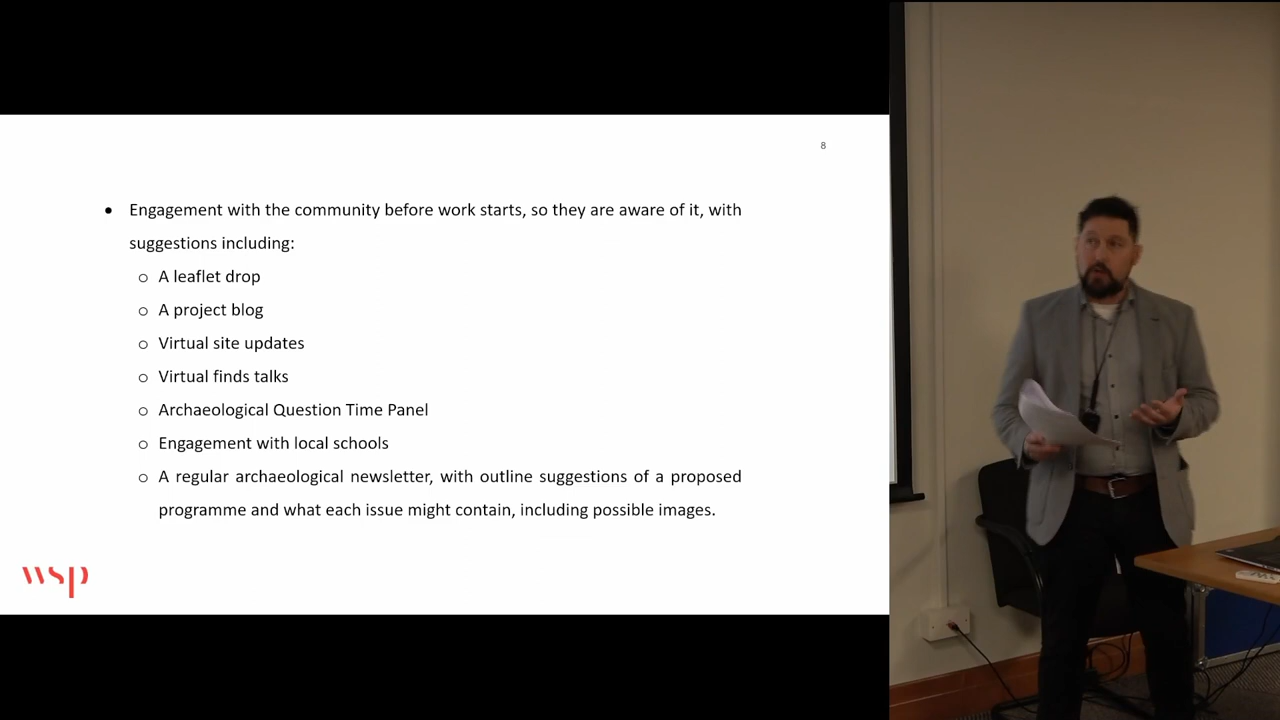 8
• Engagement with the community before work starts, so they are aware of it, with
suggestions including:
o A leaflet drop
o A project blog
o Virtual site updates
o Virtual finds talks
o Archaeological Question Time Panel
o Engagement with local schools
o A regular archaeological newsletter, with outline suggestions of a proposed
programme and what each issue might contain, including possible images.
wsp